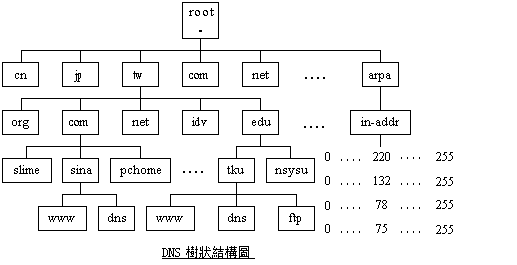 root
.
cn jp tw com net .... arpa
org com net idv edu .... in-addr
slime sina pchome .... tku nsysu 0 .... 220 .... 255
0 .... 132 .... 255
www dns www dns ftp 0 .... 78 .... 255
0 .... 75 .... 255
DNS 樹狀結構圖